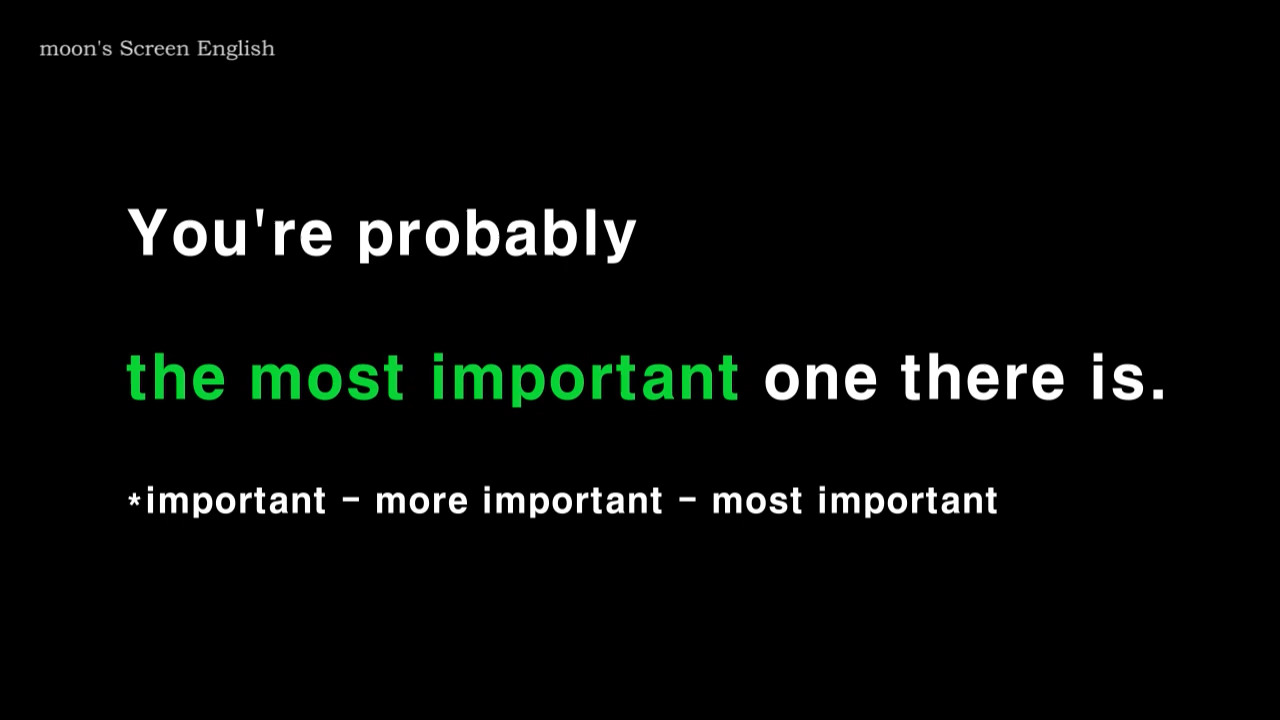 moon's Screen English
You're probably
the most important one there is.
*important - more important - most important